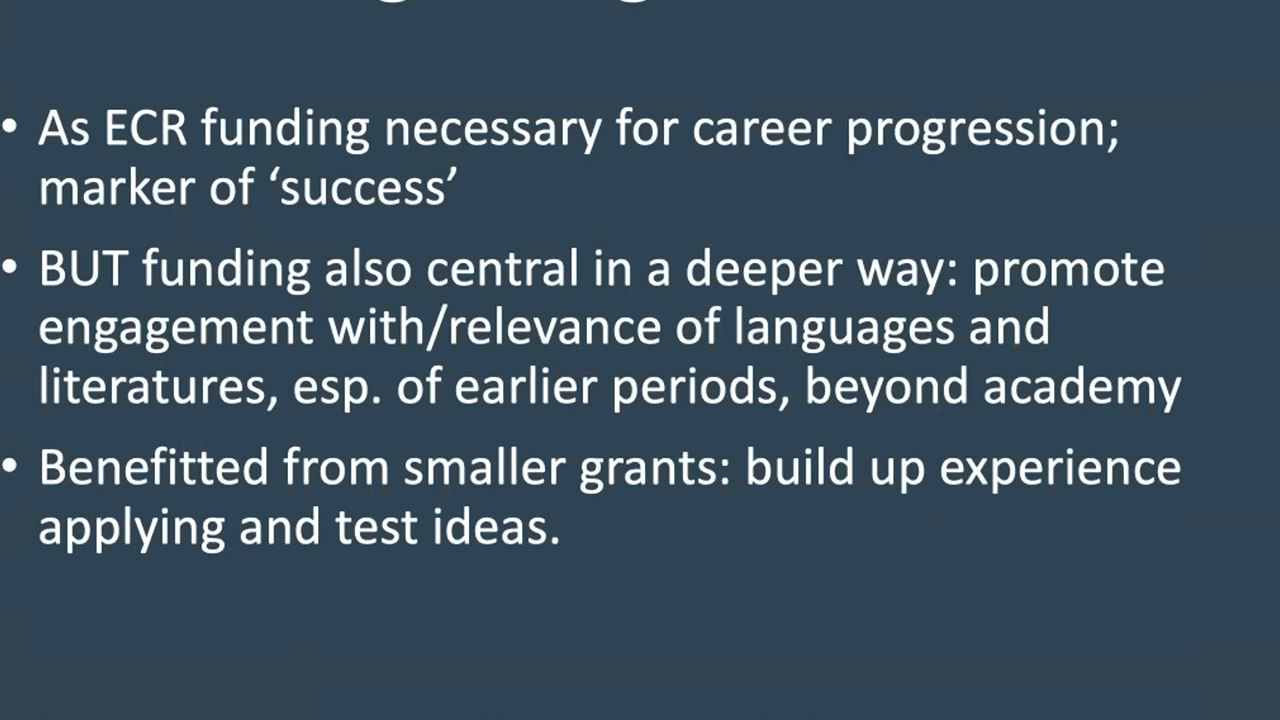 • As ECR funding necessary for career progression;
marker of ‘success’
• BUT funding also central in a deeper way: promote
engagement with/relevance of languages and
literatures, esp. of earlier periods, beyond academy
• Benefitted from smaller grants: build up experience
applying and test ideas.